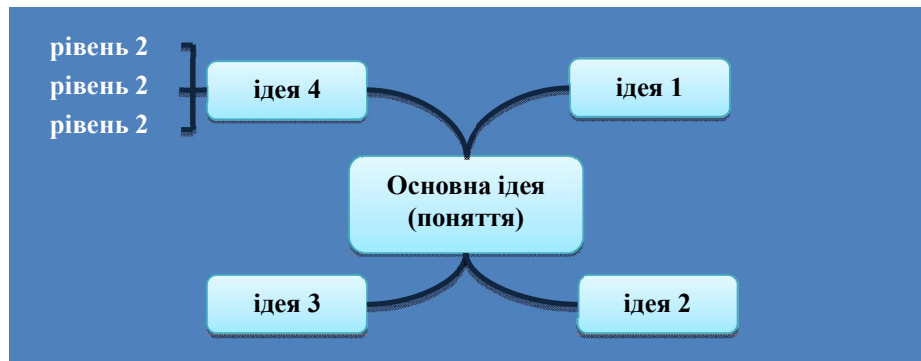 рівень 2
рівень 2
рівень 2
ідея 4
ідея 1
Основна ідея
(поняття)
ідея 3
ідея 2